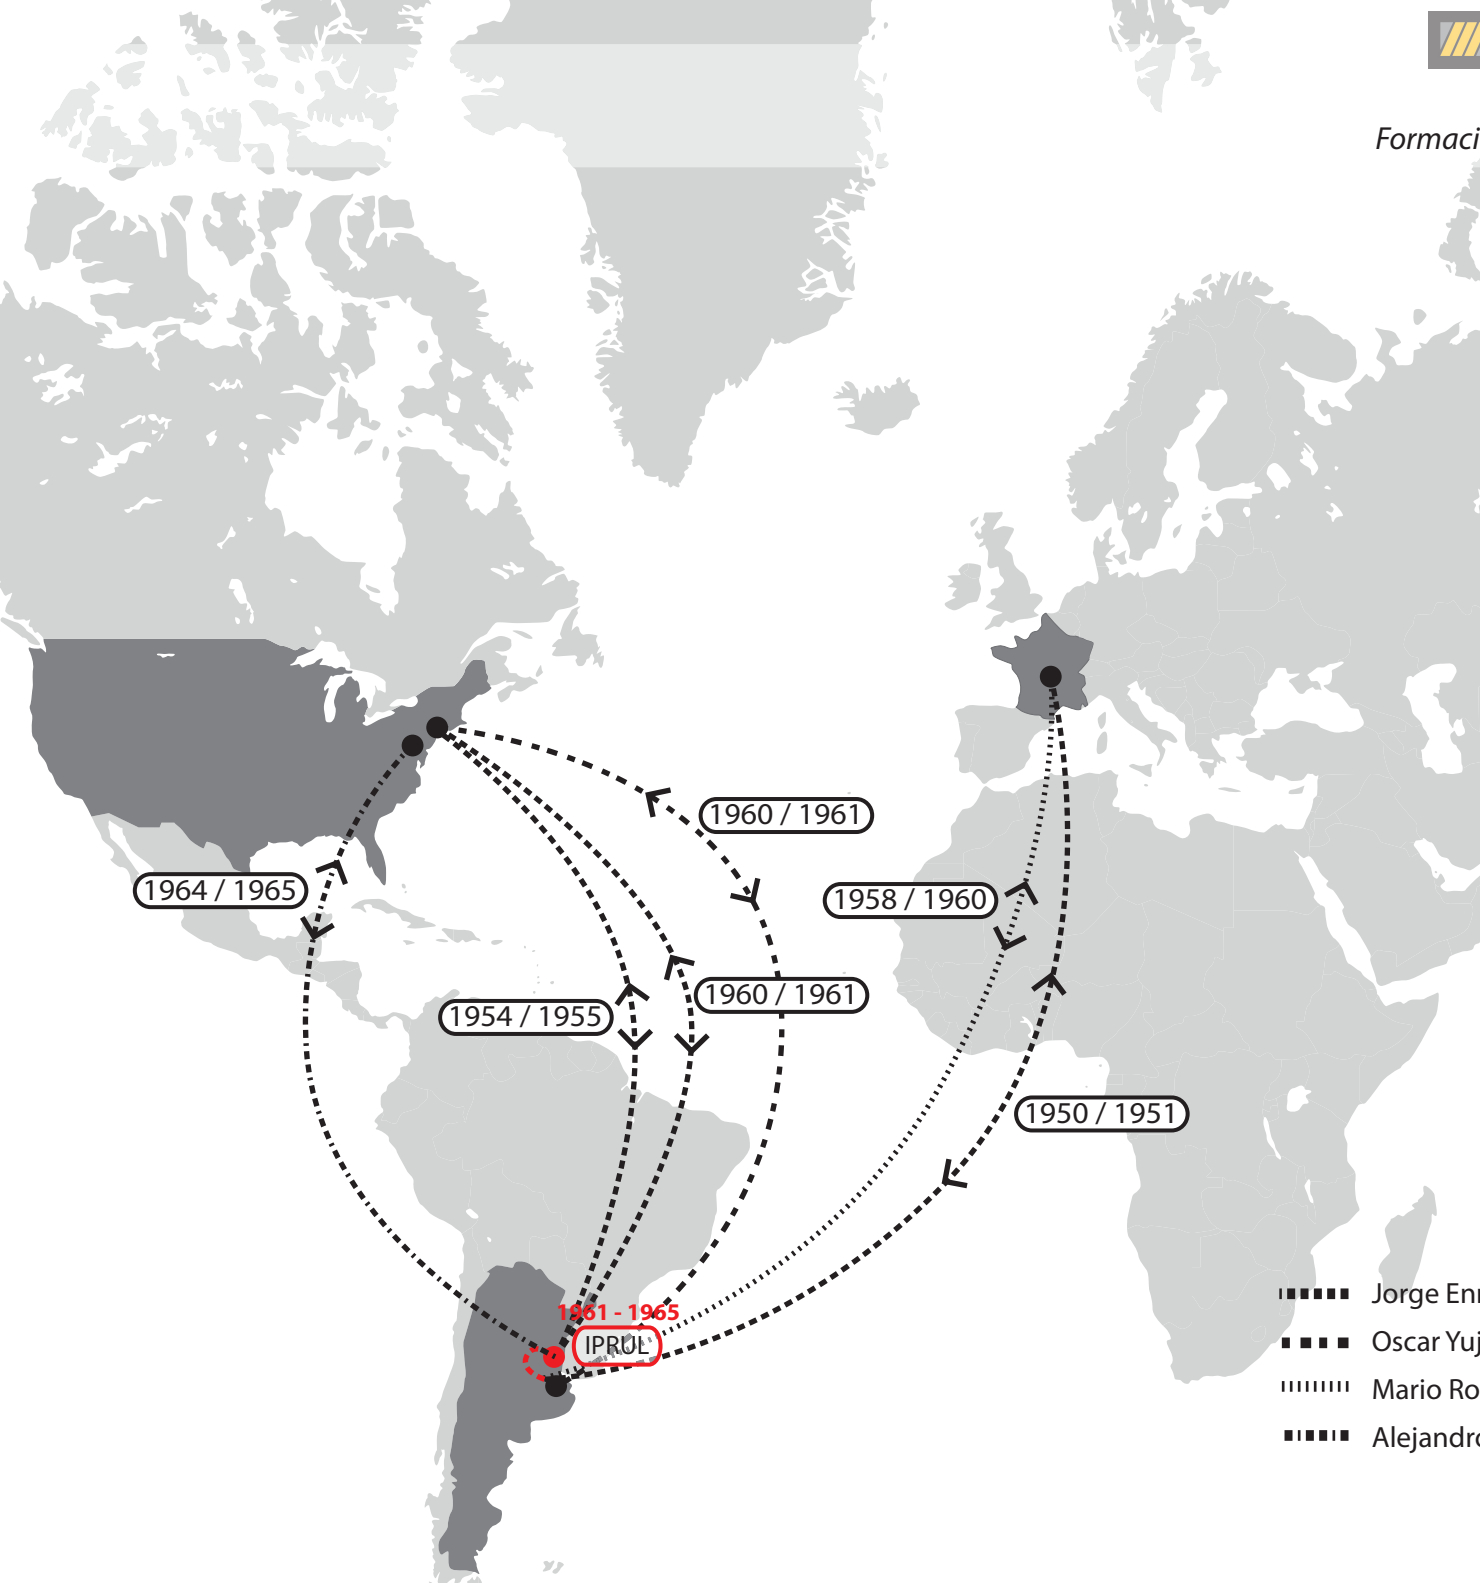 Formaci
1960 / 1961
1964 / 1965
1958 / 1960
1960 / 1961
1954 / 1955
1950 / 1951
1961 - 1965
IPRUL
Jorge Enr
Oscar Yuj
Mario Ro
Alejandro